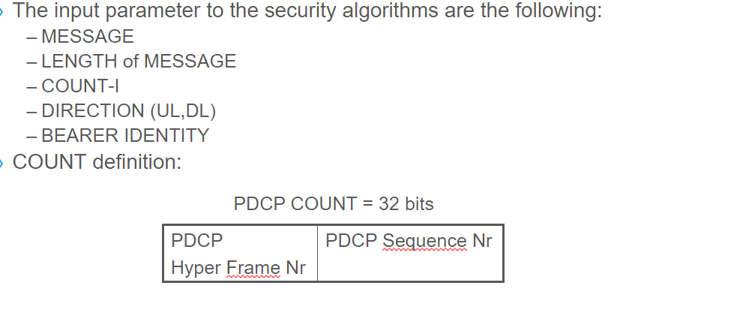 The input parameter to the security algorithms are the following:
– MESSAGE
– LENGTH of MESSAGE
– COUNT-I
– DIRECTION (UL,DL)
– BEARER IDENTITY
COUNT definition:
PDCP COUNT = 32 bits
PDCP
Hyper Frame Nr
PDCP Sequence Nr